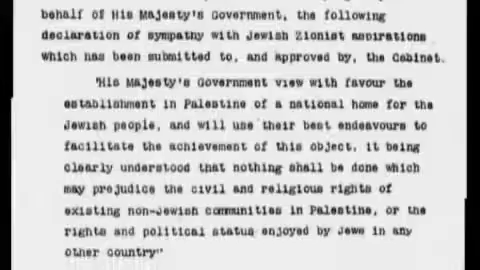 behalf of His Majesty's Government, the following
declaration of sympathy with Jewish Zionist aspirations
which has been submitted to, and approved by, the Cabinet.
"His Majesty's Government view with favour the
establishment in Palestine of a national home for the
Jewish people, and will use their best endeavours to
facilitate the achievement of this object, it being
clearly understood that nothing shall be done which
may prejudice the civil and religious rights of
existing non-Jewish communities in Palestine, or the
rights and political status enjoyed by Jews in any
other country"